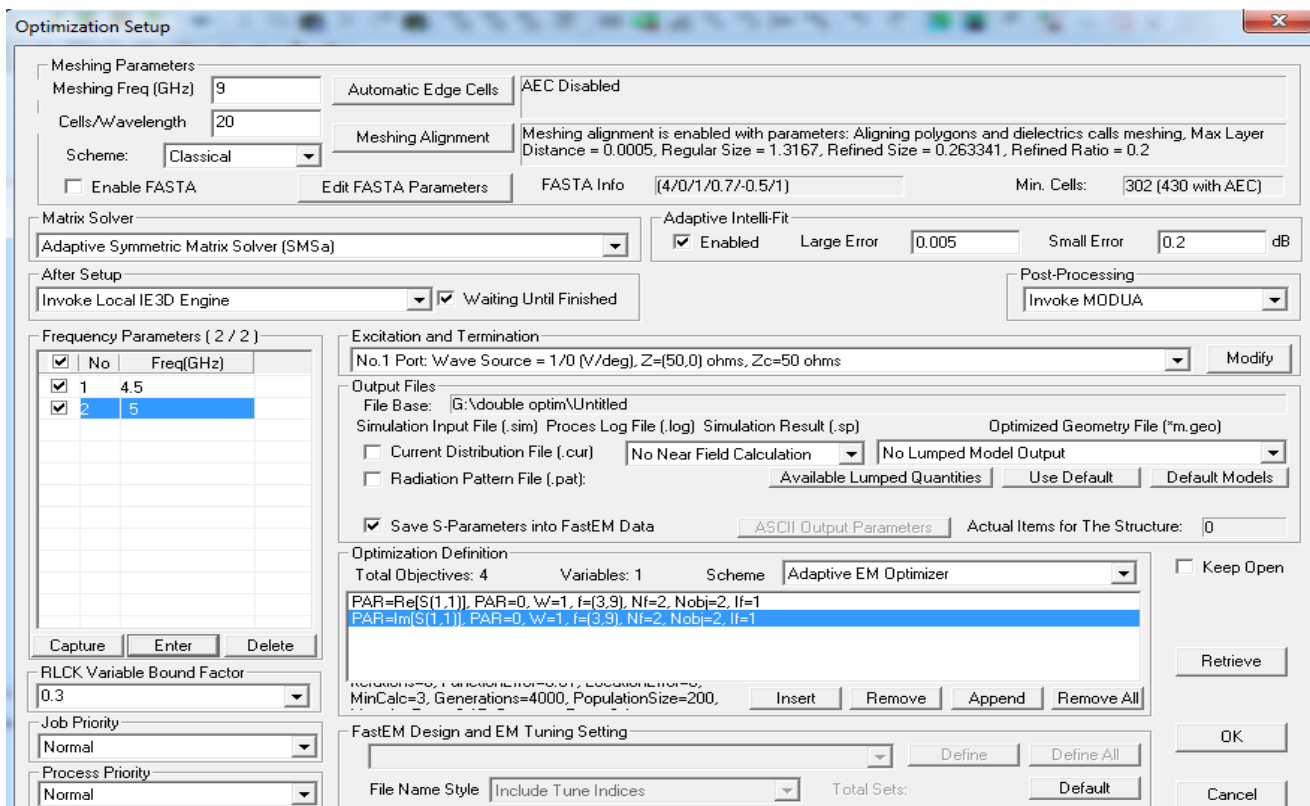 Optimization Setup
Meshing Parameters
Meshing Freq (GHz) 9 Automatic Edge Cells AEC Disabled
Cells/Wavelength 20
Meshing Alignment Meshing alignment is enabled with parameters: Aligning polygons and dielectrics calls meshing, Max Layer
Distance = 0.0005, Regular Size = 1.3167, Refined Size = 0.263341, Refined Ratio = 0.2
Scheme: Classical
Enable FASTA Edit FASTA Parameters FASTA Info (4/0/1/0.7/-0.5/1) Min. Cells: 302 (430 with AEC)
Matrix Solver Adaptive Intelli-Fit
Adaptive Symmetric Matrix Solver (SMSa) Enabled Large Error 0.005 Small Error 0.2 dB
After Setup Post-Processing
Invoke Local IE3D Engine Waiting Until Finished Invoke MODUA
Frequency Parameters ( 2 / 2 ) Excitation and Termination
No Freq(GHz) No.1 Port: Wave Source = 1/0 (V/deg), Z=(50,0) ohms, Zc=50 ohms Modify
1 4.5
2 5
Output Files
File Base: G:\double optim\Untitled
Simulation Input File (.sim) Proces Log File (.log) Simulation Result (.sp) Optimized Geometry File (*m.geo)
Current Distribution File (.cur) No Near Field Calculation No Lumped Model Output
Radiation Pattern File (.pat): Available Lumped Quantities Use Default Default Models
Save S-Parameters into FastEM Data ASCII Output Parameters Actual Items for The Structure: 0
Optimization Definition
Total Objectives: 4 Variables: 1 Scheme Adaptive EM Optimizer Keep Open
PAR=Re[S(1,1)], PAR=0, W=1, f=(3,9), Nf=2, Nobj=2, If=1
PAR=Im[S(1,1)], PAR=0, W=1, f=(3,9), Nf=2, Nobj=2, If=1
Capture Enter Delete
Retrieve
RLCK Variable Bound Factor
0.3
MinCalc=3, Generations=4000, PopulationSize=200, Insert Remove Append Remove All
Job Priority
Normal
FastEM Design and EM Tuning Setting OK
Define Define All
Process Priority
Normal
File Name Style Include Tune Indices Total Sets: Default Cancel